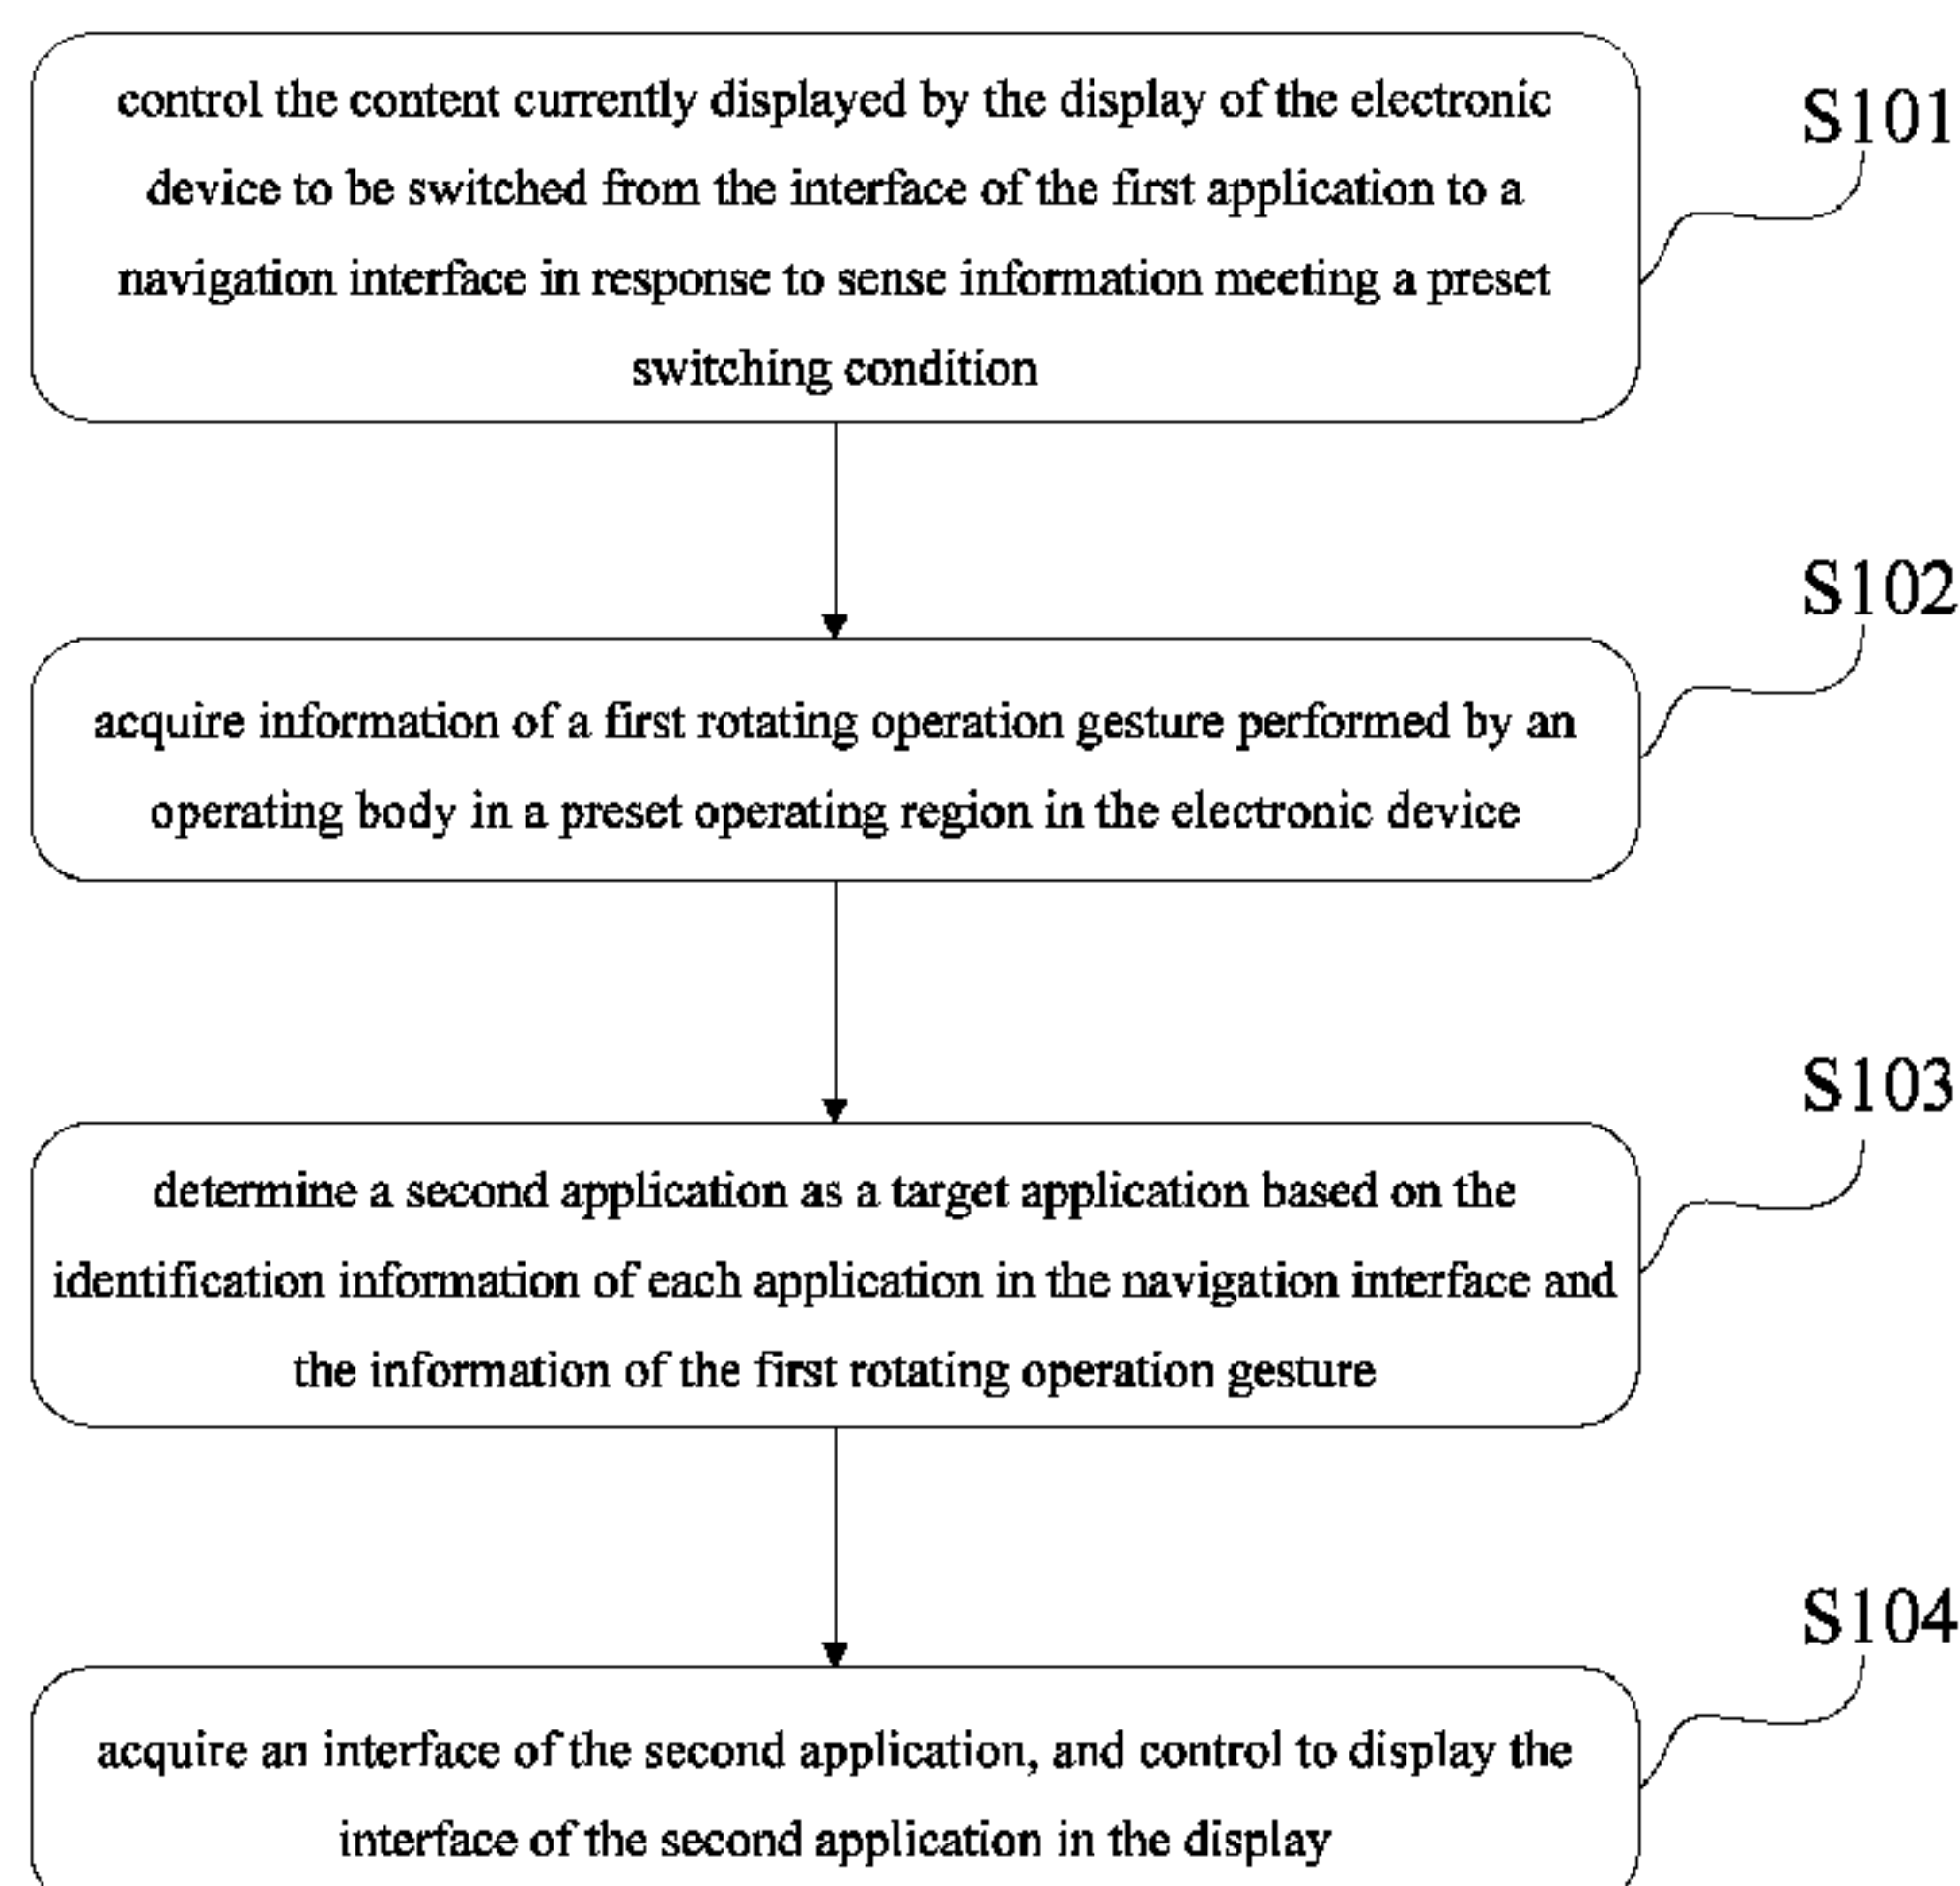 control the content currently displayed by the display of the electronic
device to be switched from the interface of the first application to a
navigation interface in response to sense information meeting a preset
switching condition
S101
acquire information of a first rotating operation gesture performed by an
operating body in a preset operating region in the electronic device
S102
determine a second application as a target application based on the
identification information of each application in the navigation interface and
the information of the first rotating operation gesture
S103
acquire an interface of the second application, and control to display the
interface of the second application in the display
S104